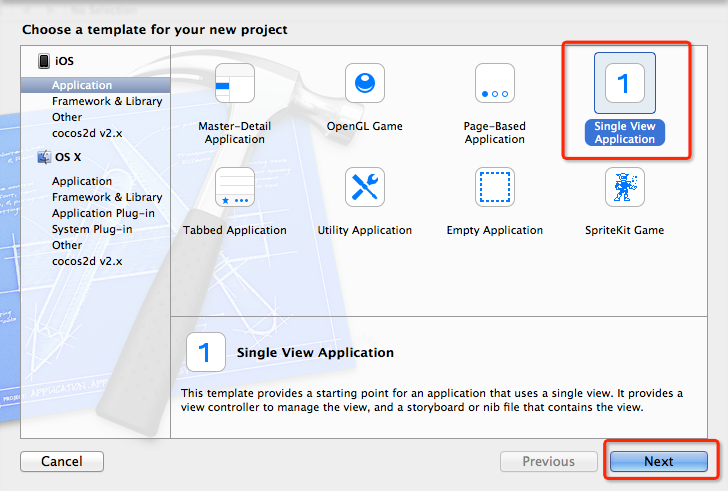 Choose a template for your new project
iOS
Application
Framework & Library
Other
cocos2d v2.x
OS X
Application
Framework & Library
Application Plug-in
System Plug-in
Other
cocos2d v2.x
Master-Detail
Application
OpenGL Game
Page-Based
Application
1
Single View
Application
Tabbed Application
Utility Application
Empty Application
SpriteKit Game
1
Single View Application
This template provides a starting point for an application that uses a single view. It provides a
view controller to manage the view, and a storyboard or nib file that contains the view.
Cancel
Previous
Next